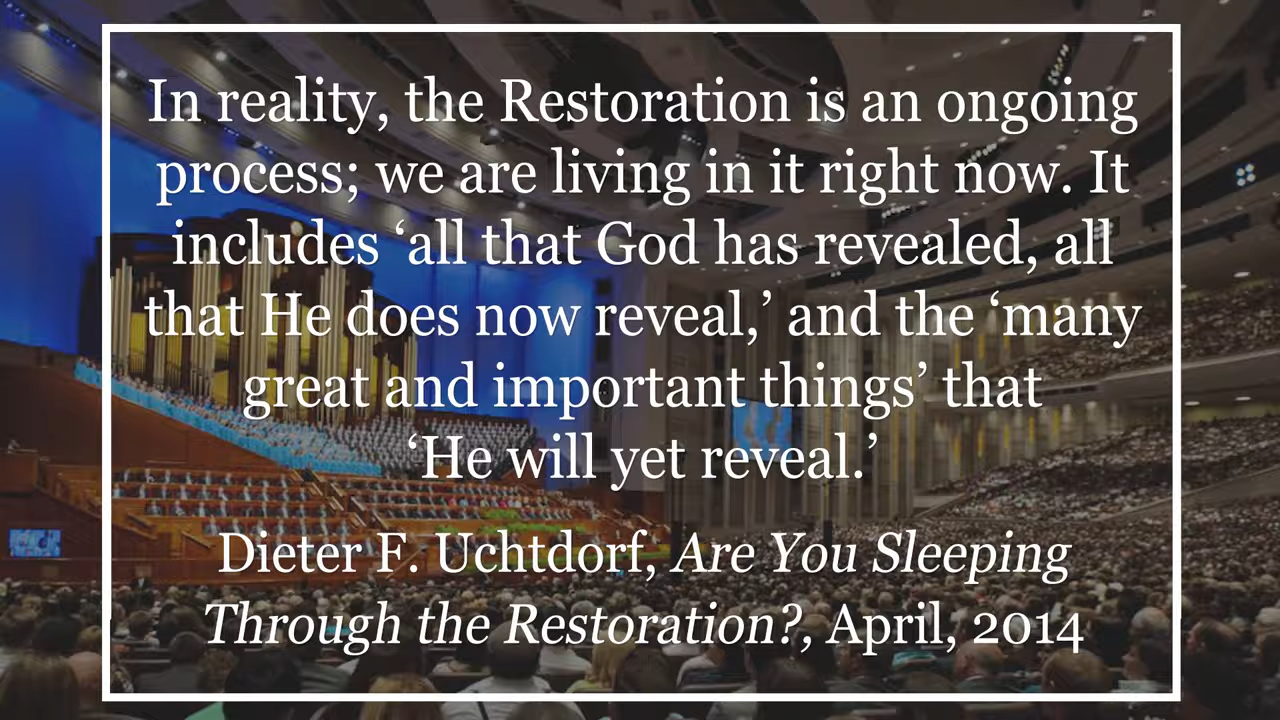 In reality, the Restoration is an ongoing
process; we are living in it right now. It
includes ‘all that God has revealed, all
that He does now reveal,’ and the ‘many
great and important things’ that
‘He will yet reveal.’
Dieter F. Uchtdorf, Are You Sleeping
Through the Restoration?, April, 2014